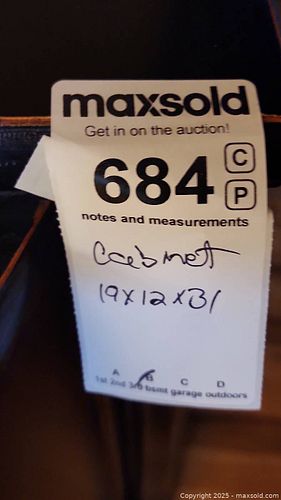 maxsold
Get in on the auction!
684 C
P
notes and measurements
Cabinet
19x12x31
A B C D
1st 2nd 3rd bsmt garage outdoors
Copyright 2025 - maxsold.com